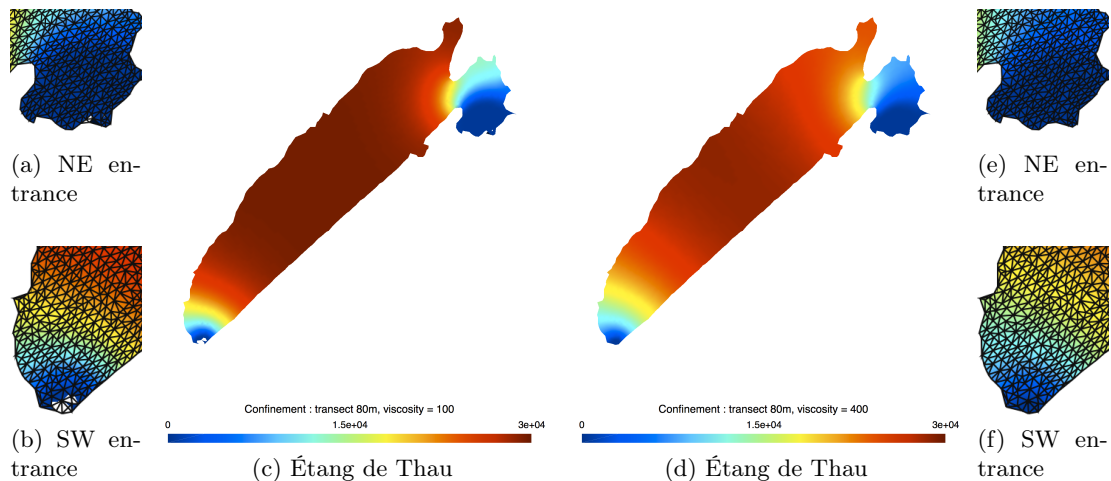 (a) NE en-
trance
(b) SW en-
trance
Confinement : transect 80m, viscosity = 100
0 1.5e+04 3e+04
(c) Étang de Thau
Confinement : transect 80m, viscosity = 400
0 1.5e+04 3e+04
(d) Étang de Thau
(e) NE en-
trance
(f) SW en-
trance